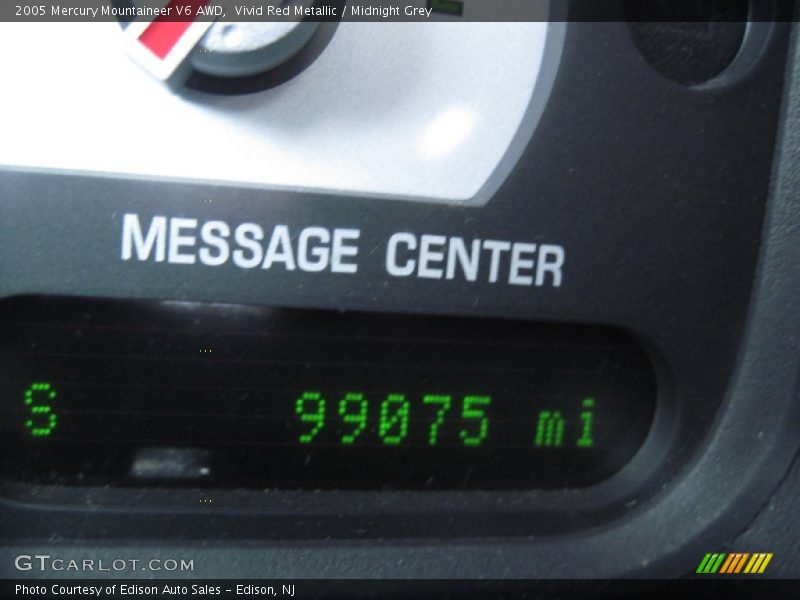 2005 Mercury Mountaineer V6 AWD,  Vivid Red Metallic / Midnight Grey
E
MESSAGE CENTER
S 99075 mi
GTCARLOT.COM
Photo Courtesy of Edison Auto Sales – Edison, NJ